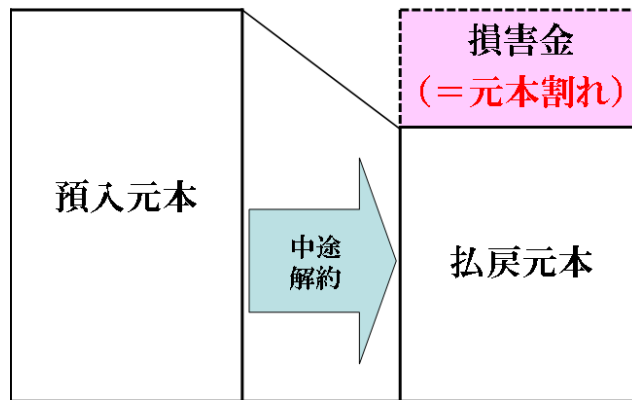 預入元本
中途
解約
損害金
（＝元本割れ）
払戻元本